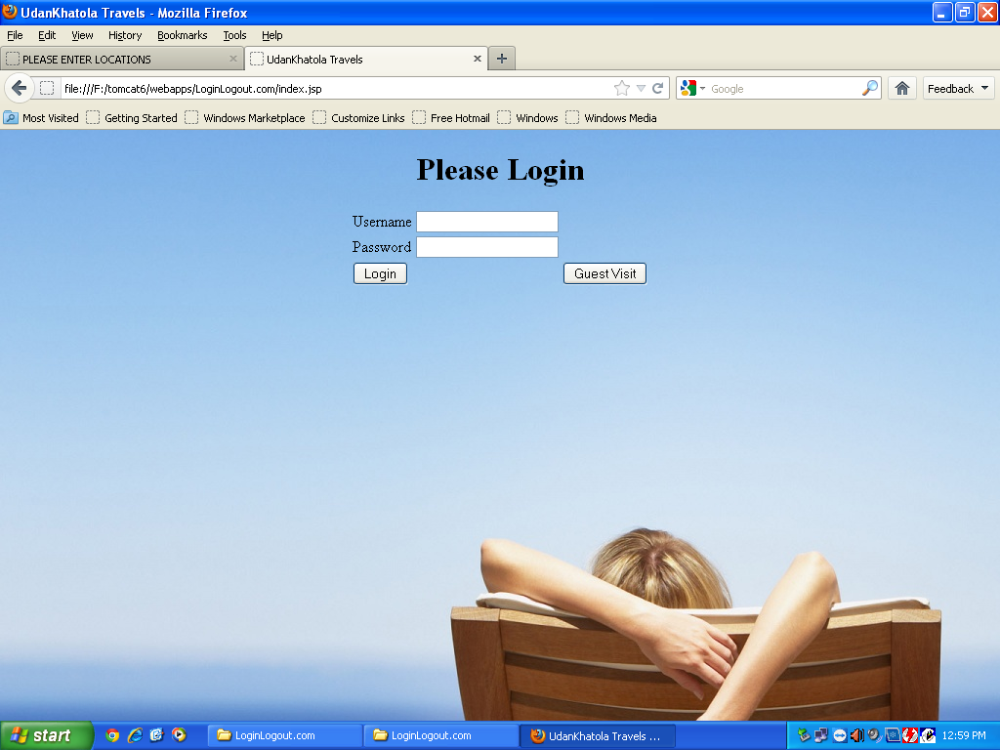 UdanKhatola Travels - Mozilla Firefox
File Edit View History Bookmarks Tools Help
PLEASE ENTER LOCATIONS UdanKhatola Travels
file:///F:/tomcat6/webapps/LoginLogout.com/index.jsp Google Feedback
Most Visited Getting Started Windows Marketplace Customize Links Free Hotmail Windows Windows Media
Please Login
Username
Password
Login Guest Visit
start LoginLogout.com LoginLogout.com UdanKhatola Travels ... 12:59 PM